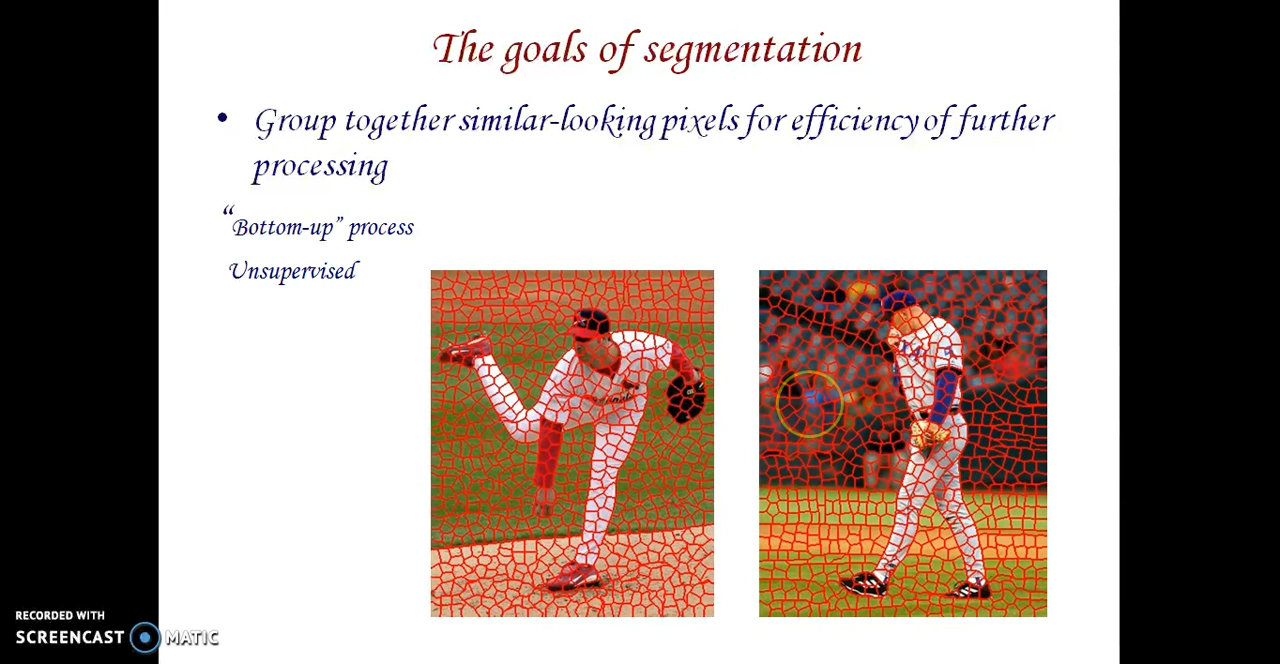 The goals of segmentation
• Group together similar-looking pixels for efficiency of further
processing
“Bottom-up” process
Unsupervised
RECORDED WITH
SCREENCAST MATIC